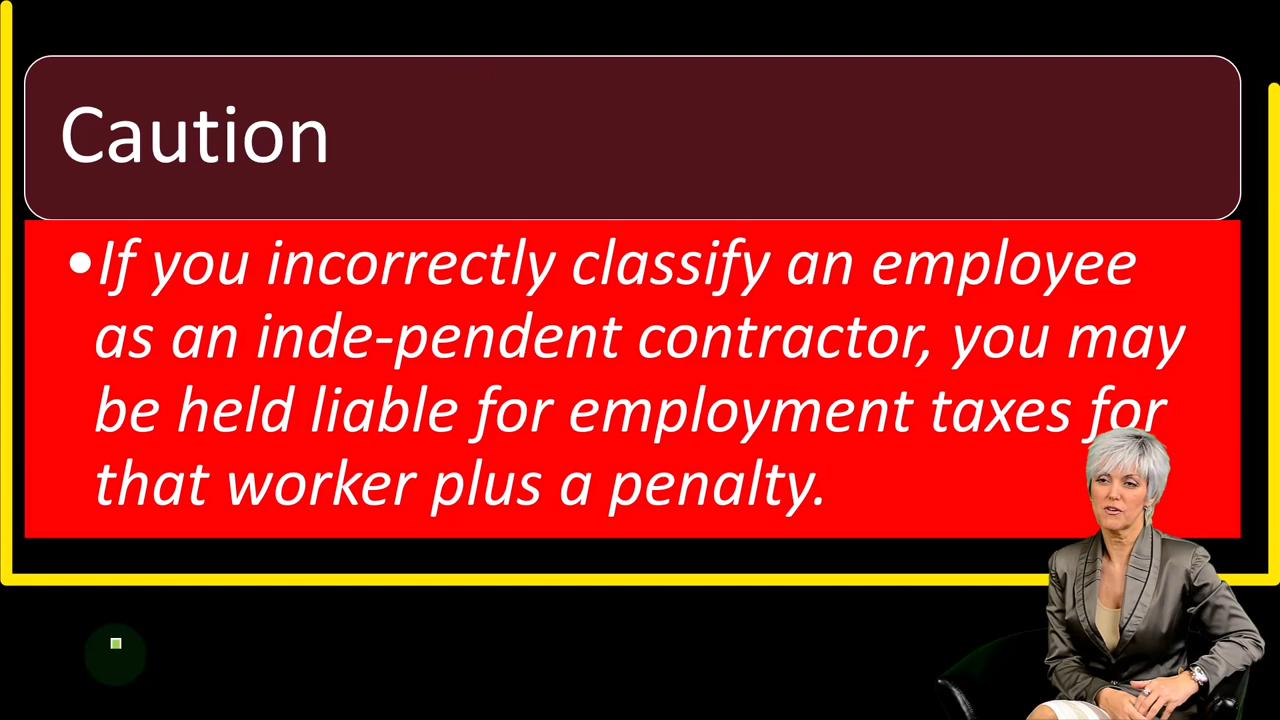 Caution
•If you incorrectly classify an employee
as an inde-pendent contractor, you may
be held liable for employment taxes for
that worker plus a penalty.